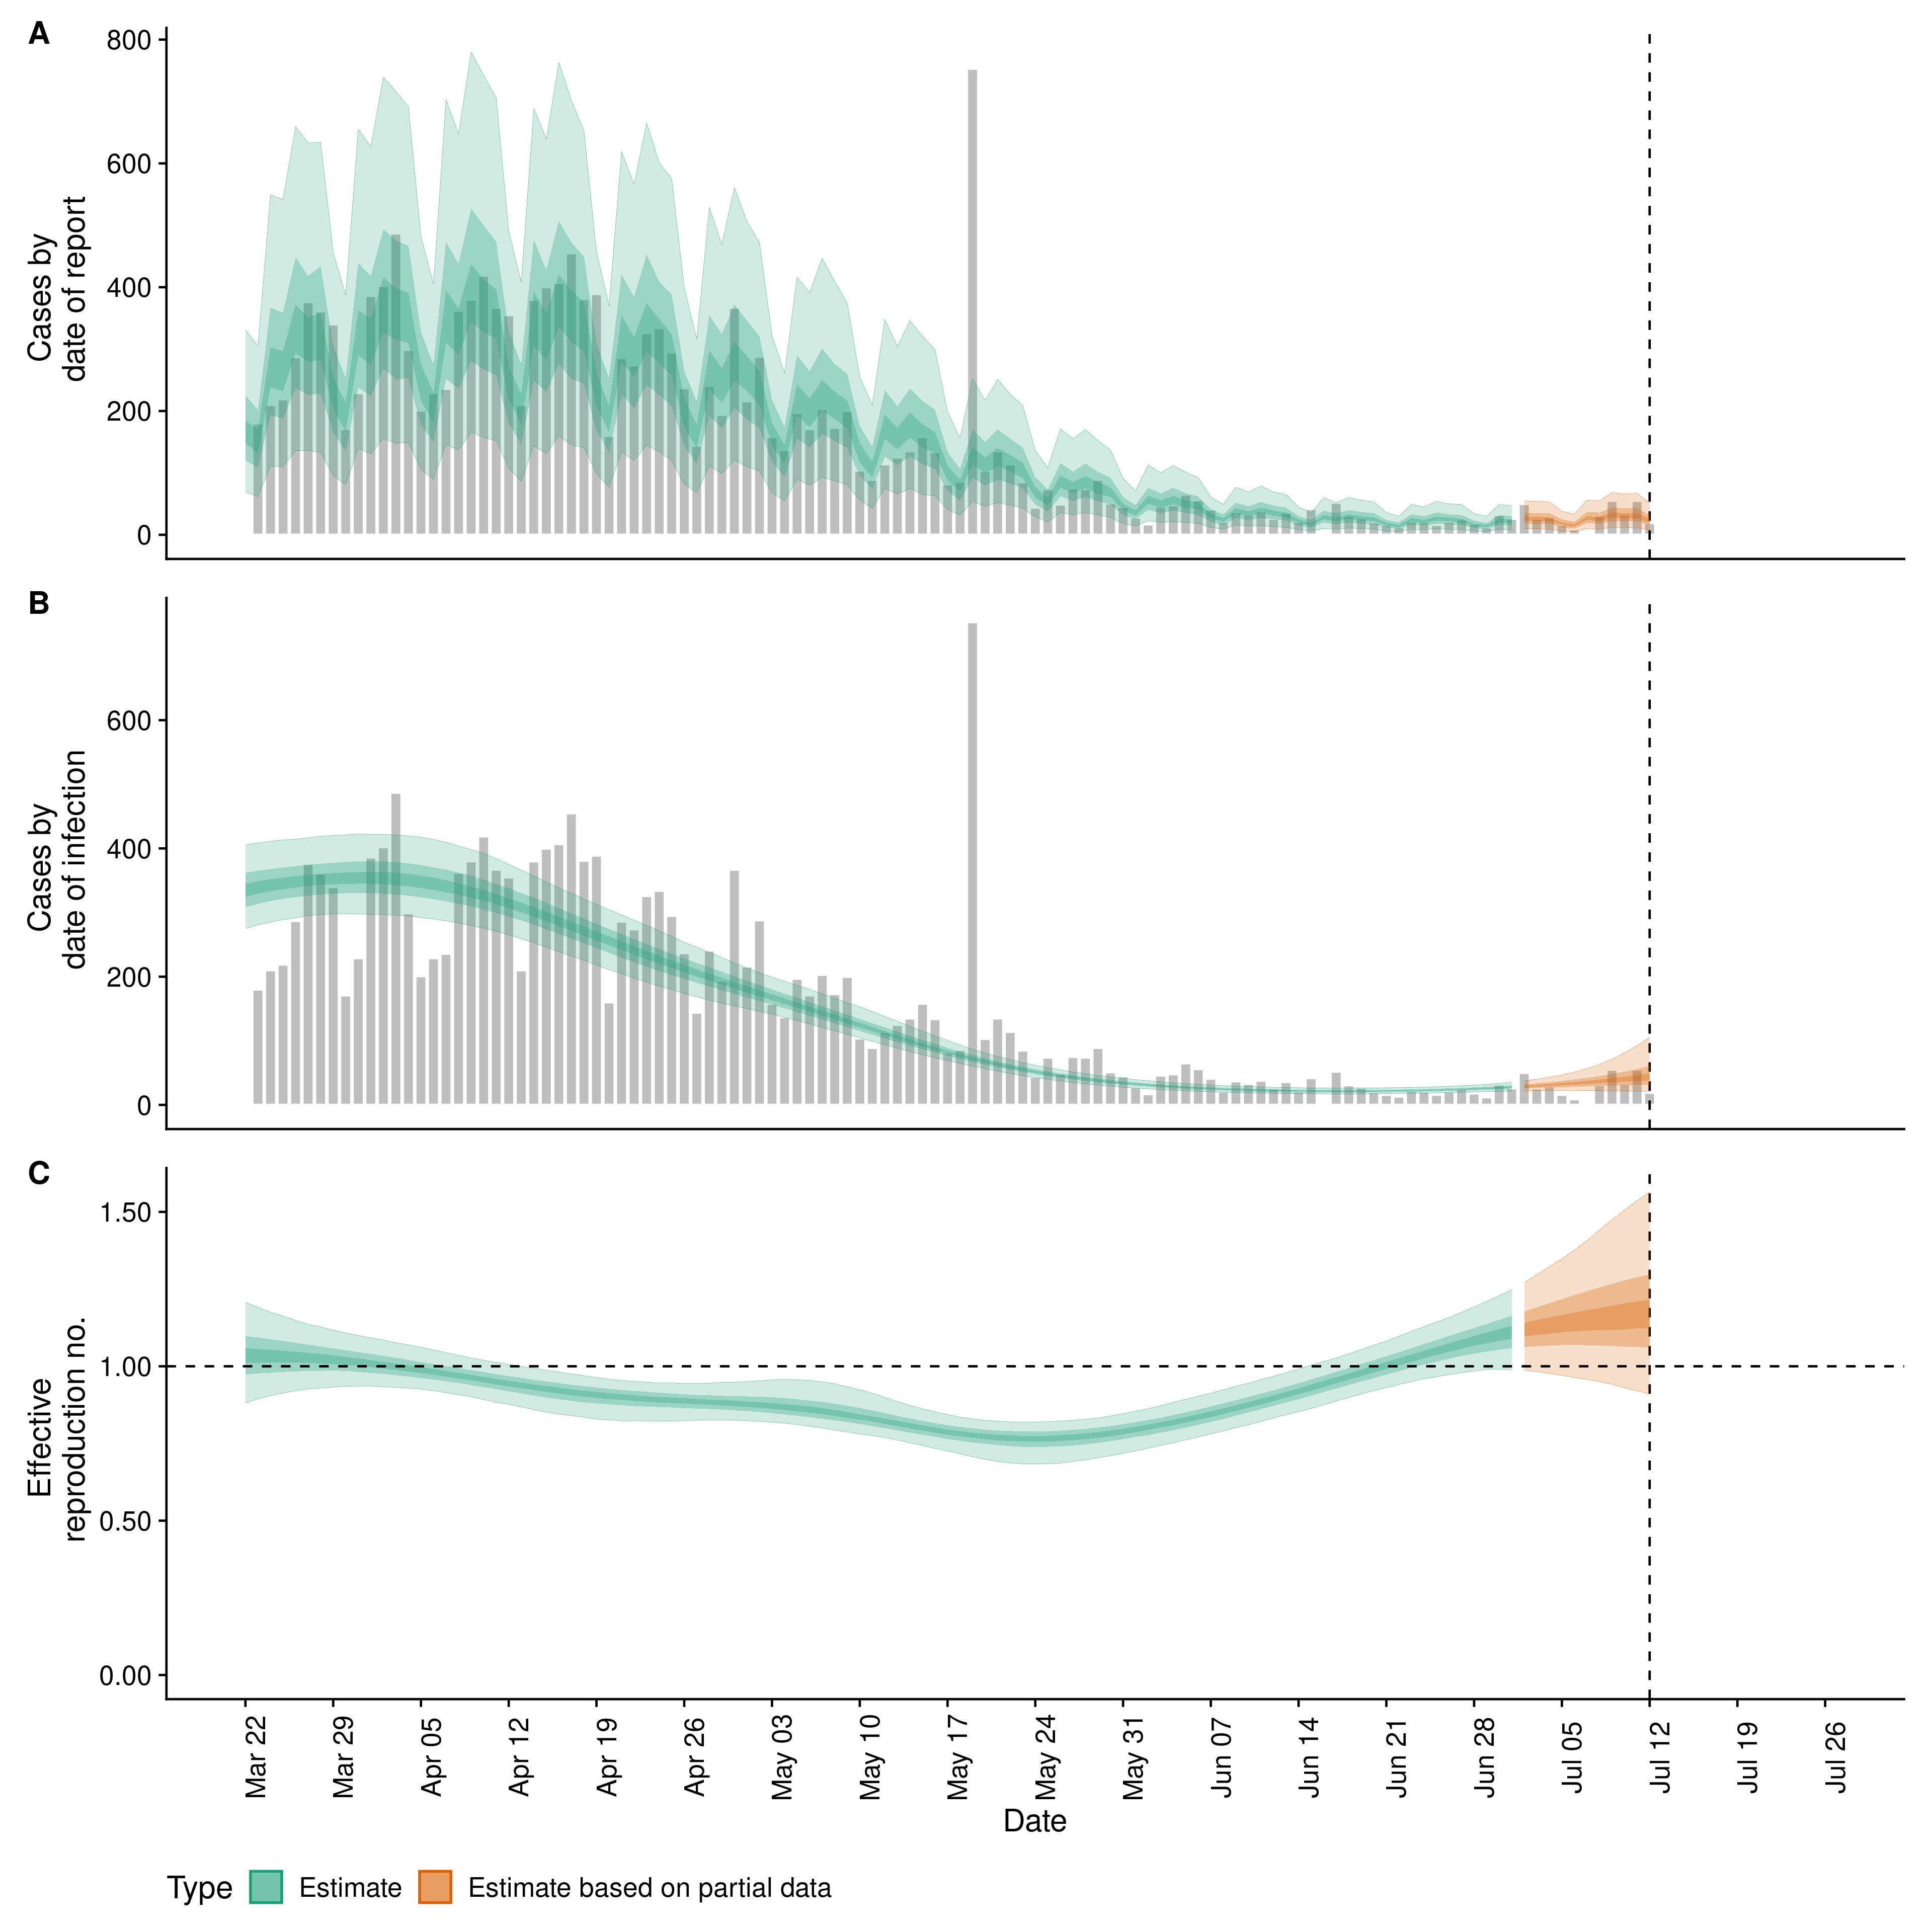 A
800
600
400
200
0
Cases by
date of report
B
600
400
200
0
Cases by
date of infection
C
1.50
1.00
0.50
0.00
Effective
reproduction no.
Mar 22
Mar 29
Apr 05
Apr 12
Apr 19
Apr 26
May 03
May 10
May 17
May 24
May 31
Jun 07
Jun 14
Jun 21
Jun 28
Jul 05
Jul 12
Jul 19
Jul 26
Date
Type Estimate Estimate based on partial data